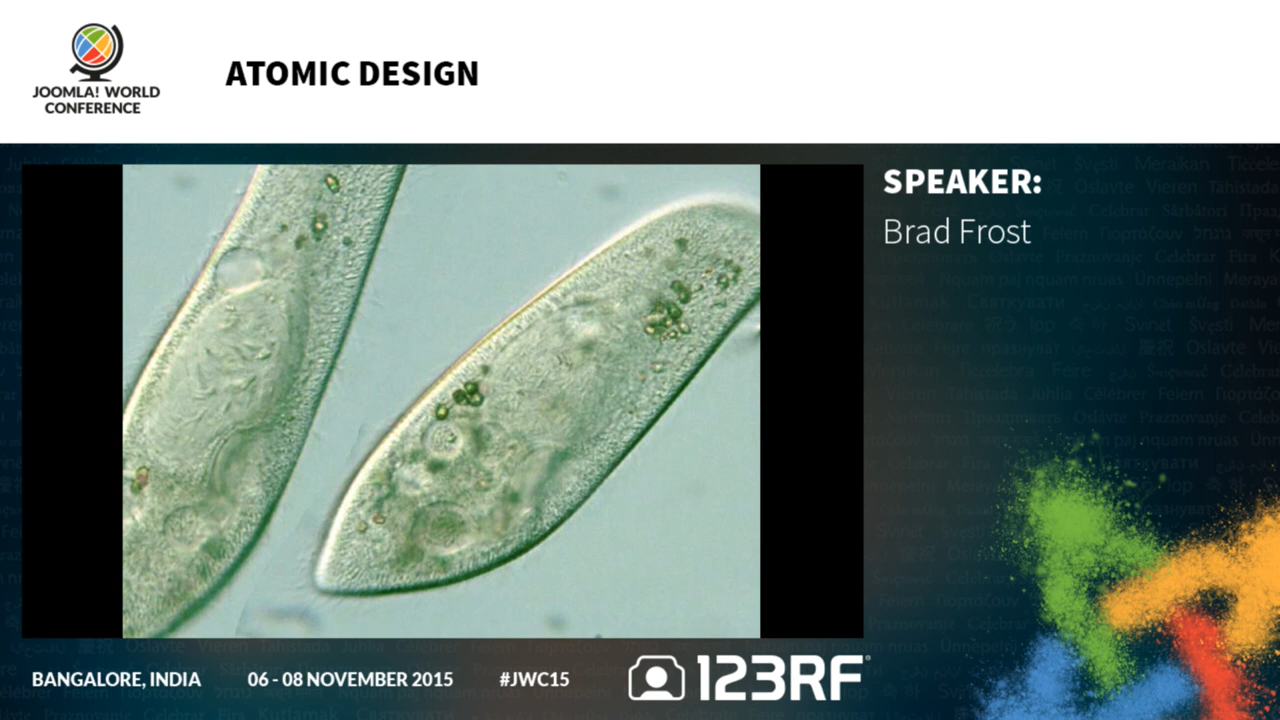 JOOMLA! WORLD
CONFERENCE
ATOMIC DESIGN
SPEAKER:
Brad Frost
BANGALORE, INDIA
06 - 08 NOVEMBER 2015
#JWC15
123RF